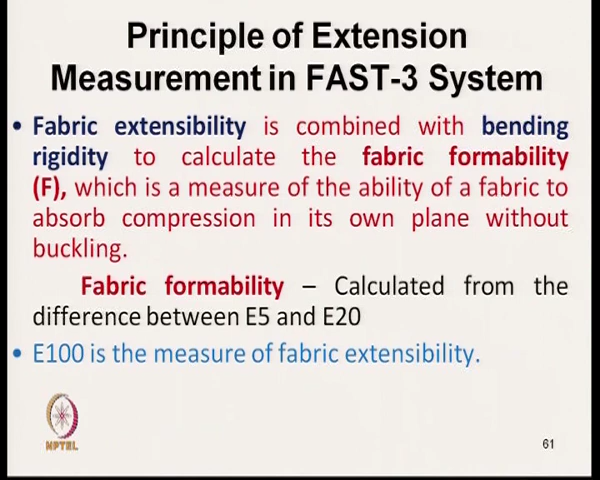 Principle of Extension
Measurement in FAST-3 System
• Fabric extensibility is combined with bending
rigidity to calculate the fabric formability
(F), which is a measure of the ability of a fabric to
absorb compression in its own plane without
buckling.
Fabric formability – Calculated from the
difference between E5 and E20
• E100 is the measure of fabric extensibility.
NPTEL
61